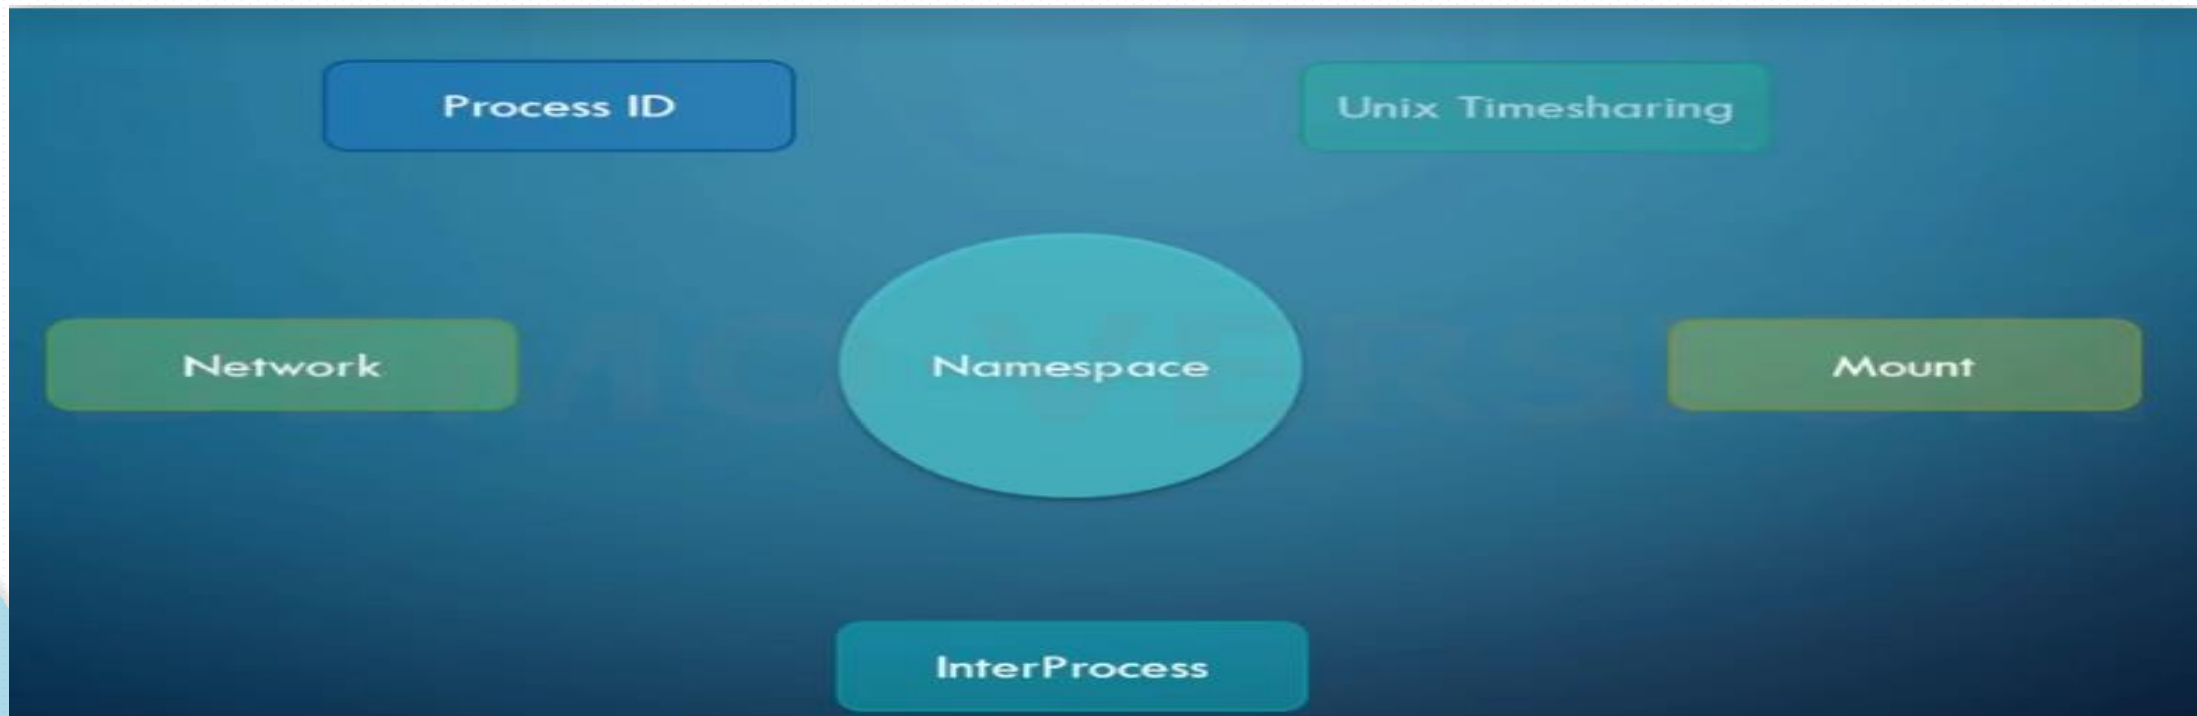 Process ID
Unix Timesharing
Network
Namespace
Mount
InterProcess